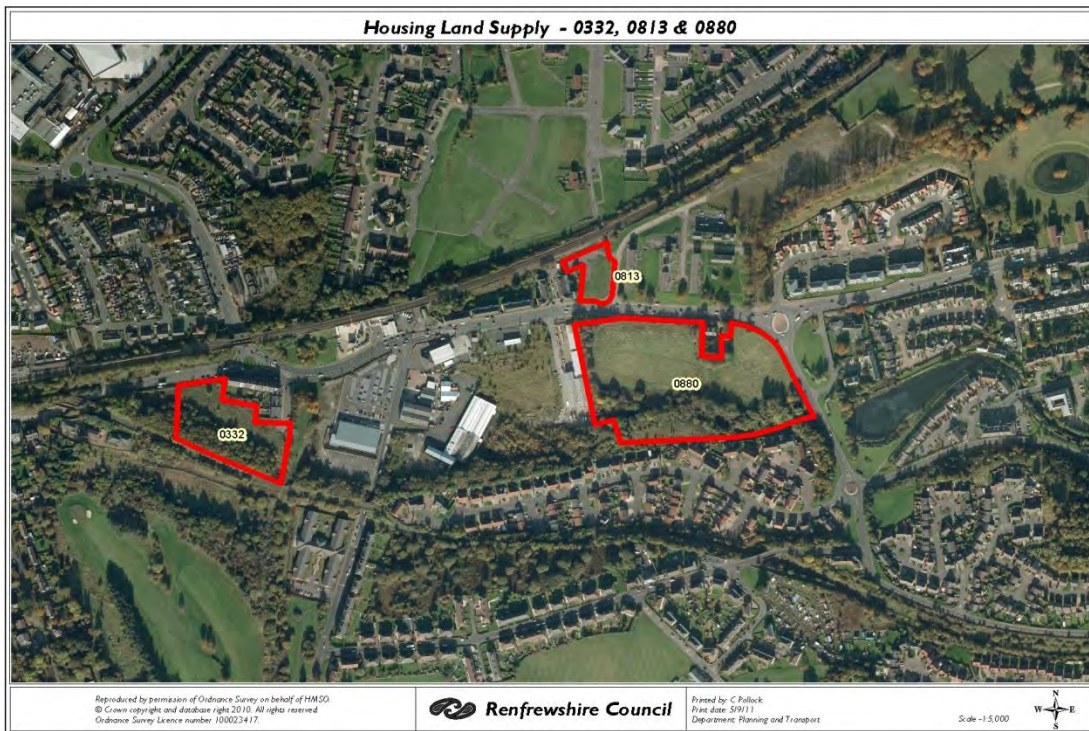 Housing Land Supply - 0332, 0813 & 0880
0813
0880
0332
Reproduced by permission of Ordnance Survey on behalf of HMSO.
© Crown copyright and database right 2010. All rights reserved.
Ordnance Survey Licence number 100023417.
Renfrewshire Council
Printed by: C Pollock
Print date: 5/9/11
Department: Planning and Transport
Scale -1:5,000
N
W E
S